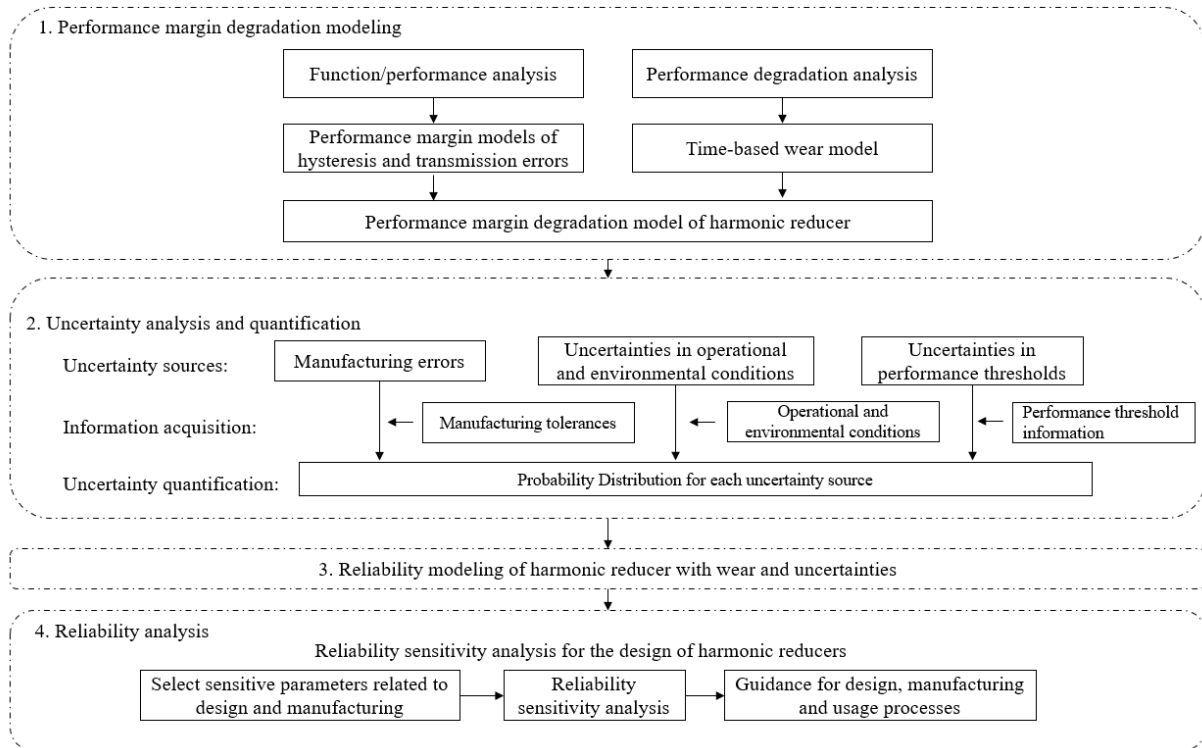 1. Performance margin degradation modeling
Function/performance analysis
Performance degradation analysis
Performance margin models of
hysteresis and transmission errors
Time-based wear model
Performance margin degradation model of harmonic reducer
2. Uncertainty analysis and quantification
Uncertainty sources:
Manufacturing errors
Uncertainties in operational
and environmental conditions
Uncertainties in
performance thresholds
Information acquisition:
Manufacturing tolerances
Operational and
environmental conditions
Performance threshold
information
Uncertainty quantification:
Probability Distribution for each uncertainty source
3. Reliability modeling of harmonic reducer with wear and uncertainties
4. Reliability analysis
Reliability sensitivity analysis for the design of harmonic reducers
Select sensitive parameters related to
design and manufacturing
Reliability
sensitivity analysis
Guidance for design, manufacturing
and usage processes